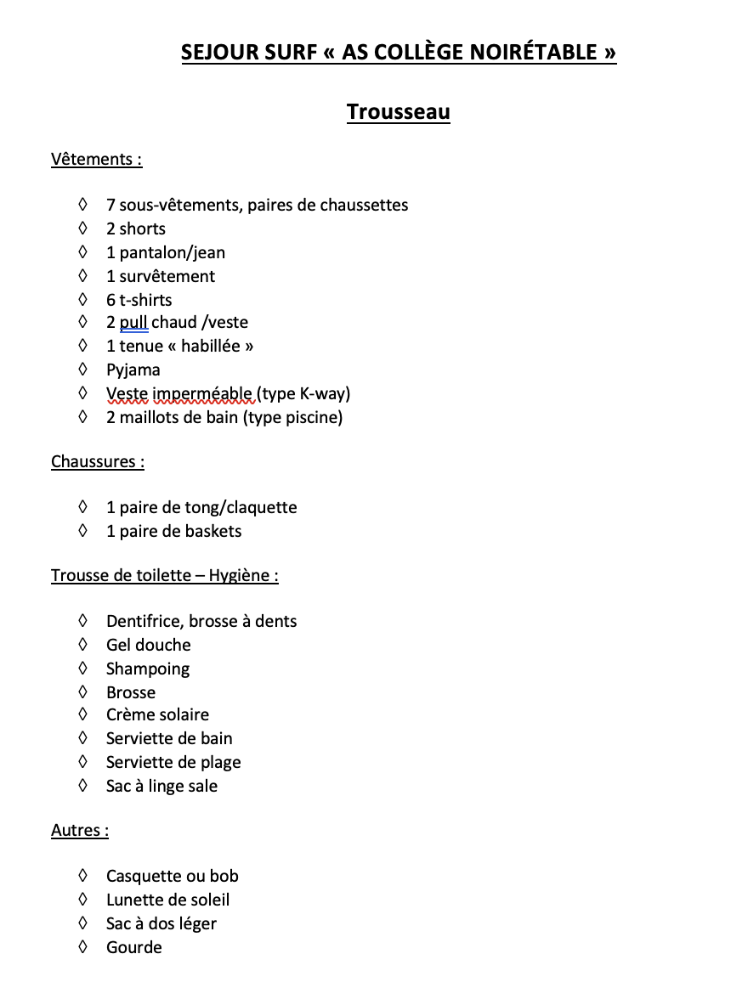 SEJOUR SURF « AS COLLÈGE NOIRÉTABLE »
Trousseau
Vêtements :
◊ 7 sous-vêtements, paires de chaussettes
◊ 2 shorts
◊ 1 pantalon/jean
◊ 1 survêtement
◊ 6 t-shirts
◊ 2 pull chaud /veste
◊ 1 tenue « habillée »
◊ Pyjama
◊ Veste imperméable (type K-way)
◊ 2 maillots de bain (type piscine)
Chaussures :
◊ 1 paire de tong/claquette
◊ 1 paire de baskets
Trousse de toilette – Hygiène :
◊ Dentifrice, brosse à dents
◊ Gel douche
◊ Shampoing
◊ Brosse
◊ Crème solaire
◊ Serviette de bain
◊ Serviette de plage
◊ Sac à linge sale
Autres :
◊ Casquette ou bob
◊ Lunette de soleil
◊ Sac à dos léger
◊ Gourde